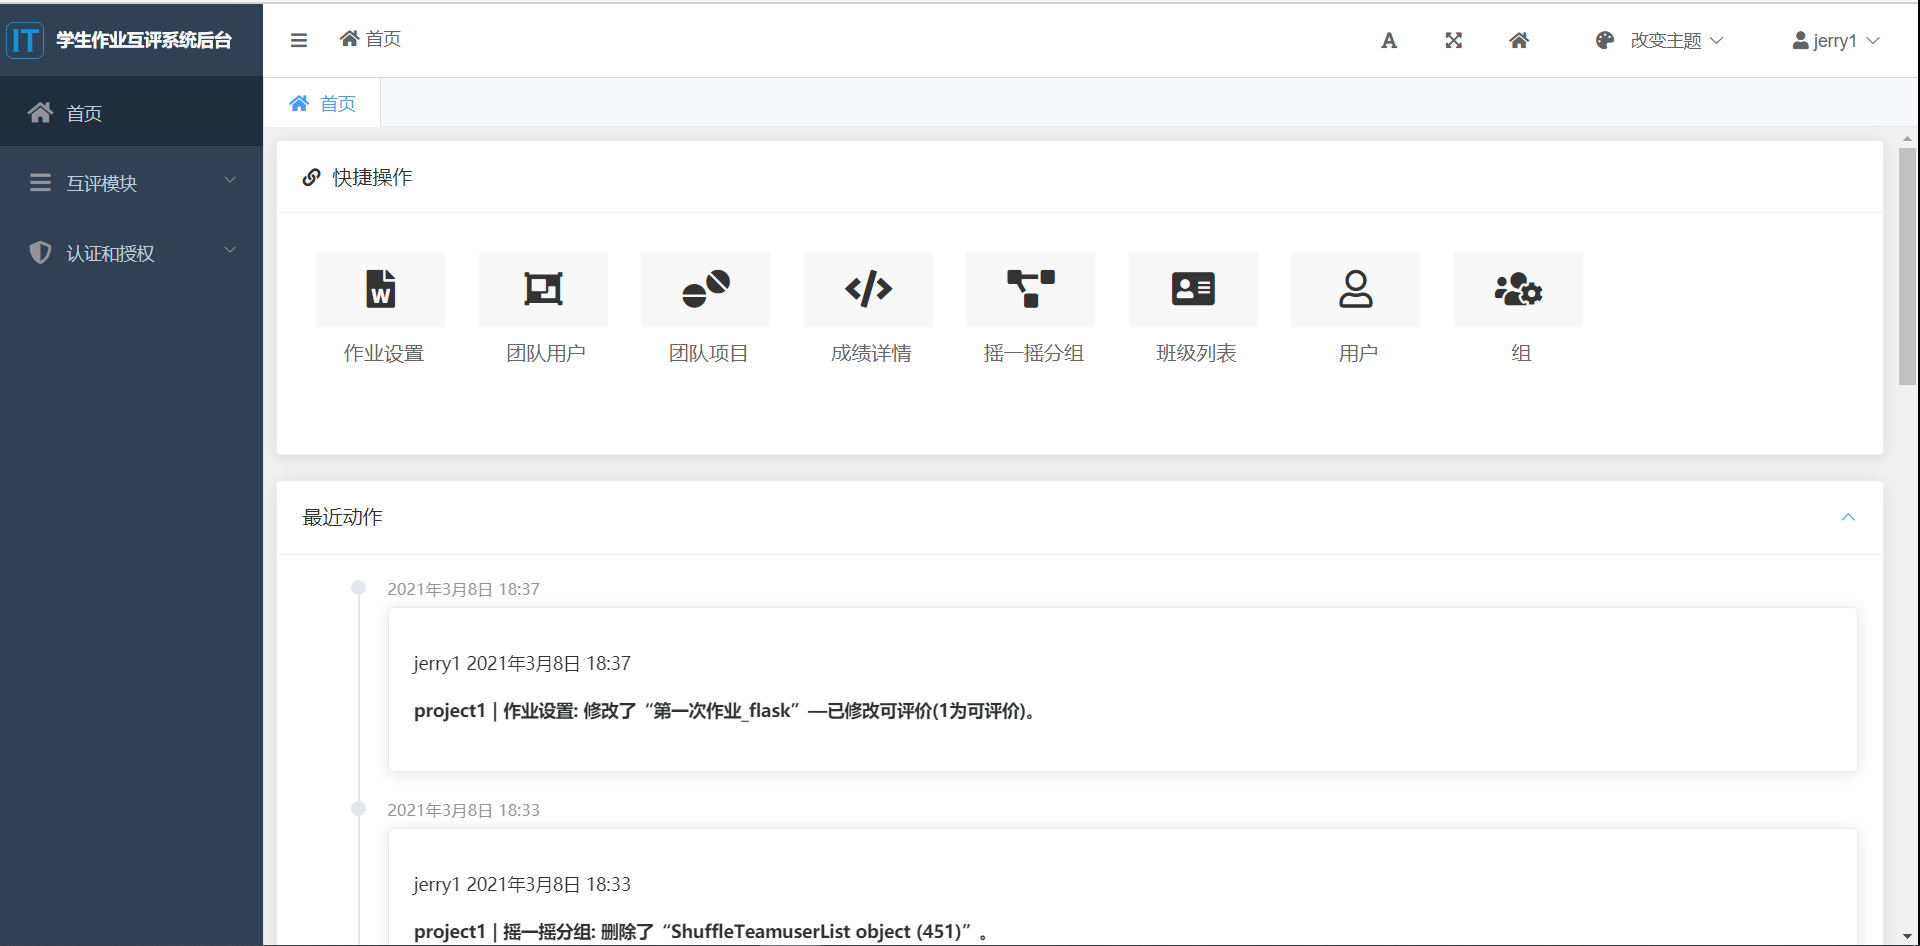 IT 学生作业互评系统后台
首页
改变主题
jerry1
首页
互评模块
认证和授权
首页
快捷操作
W
作业设置
团队用户
团队项目
成绩详情
摇一摇分组
班级列表
用户
组
最近动作
2021年3月8日 18:37
jerry1 2021年3月8日 18:37
project1 | 作业设置: 修改了“第一次作业_flask” —已修改可评价(1为可评价)。
2021年3月8日 18:33
jerry1 2021年3月8日 18:33
project1 | 摇一摇分组: 删除了“ShuffleTeamuserList object (451)” 。